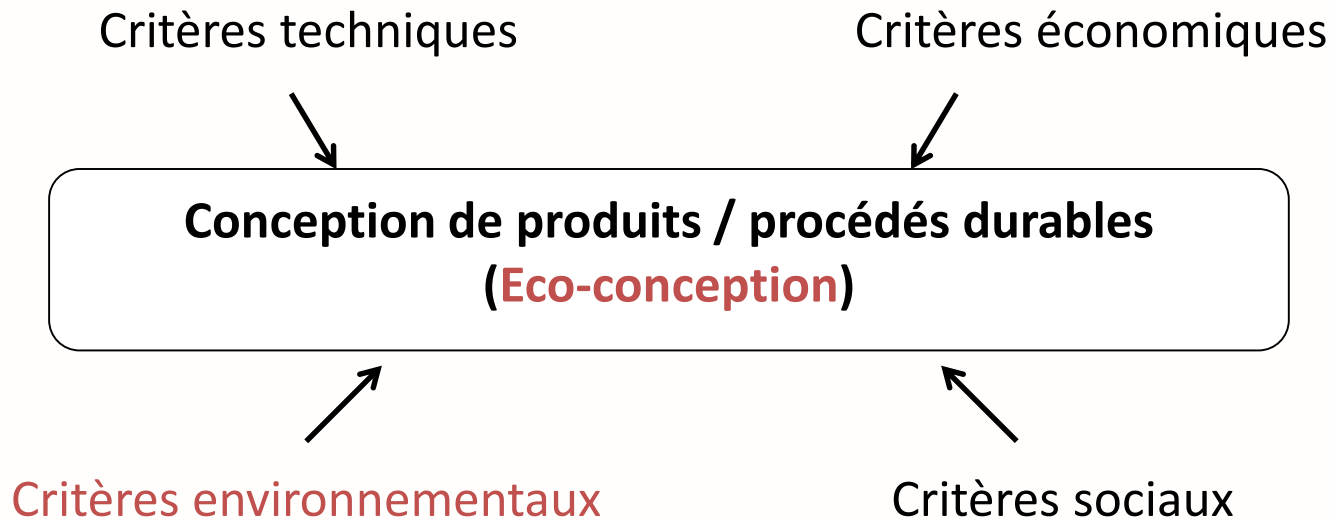 Critères techniques
Critères économiques
Conception de produits / procédés durables
(Eco-conception)
Critères environnementaux
Critères sociaux